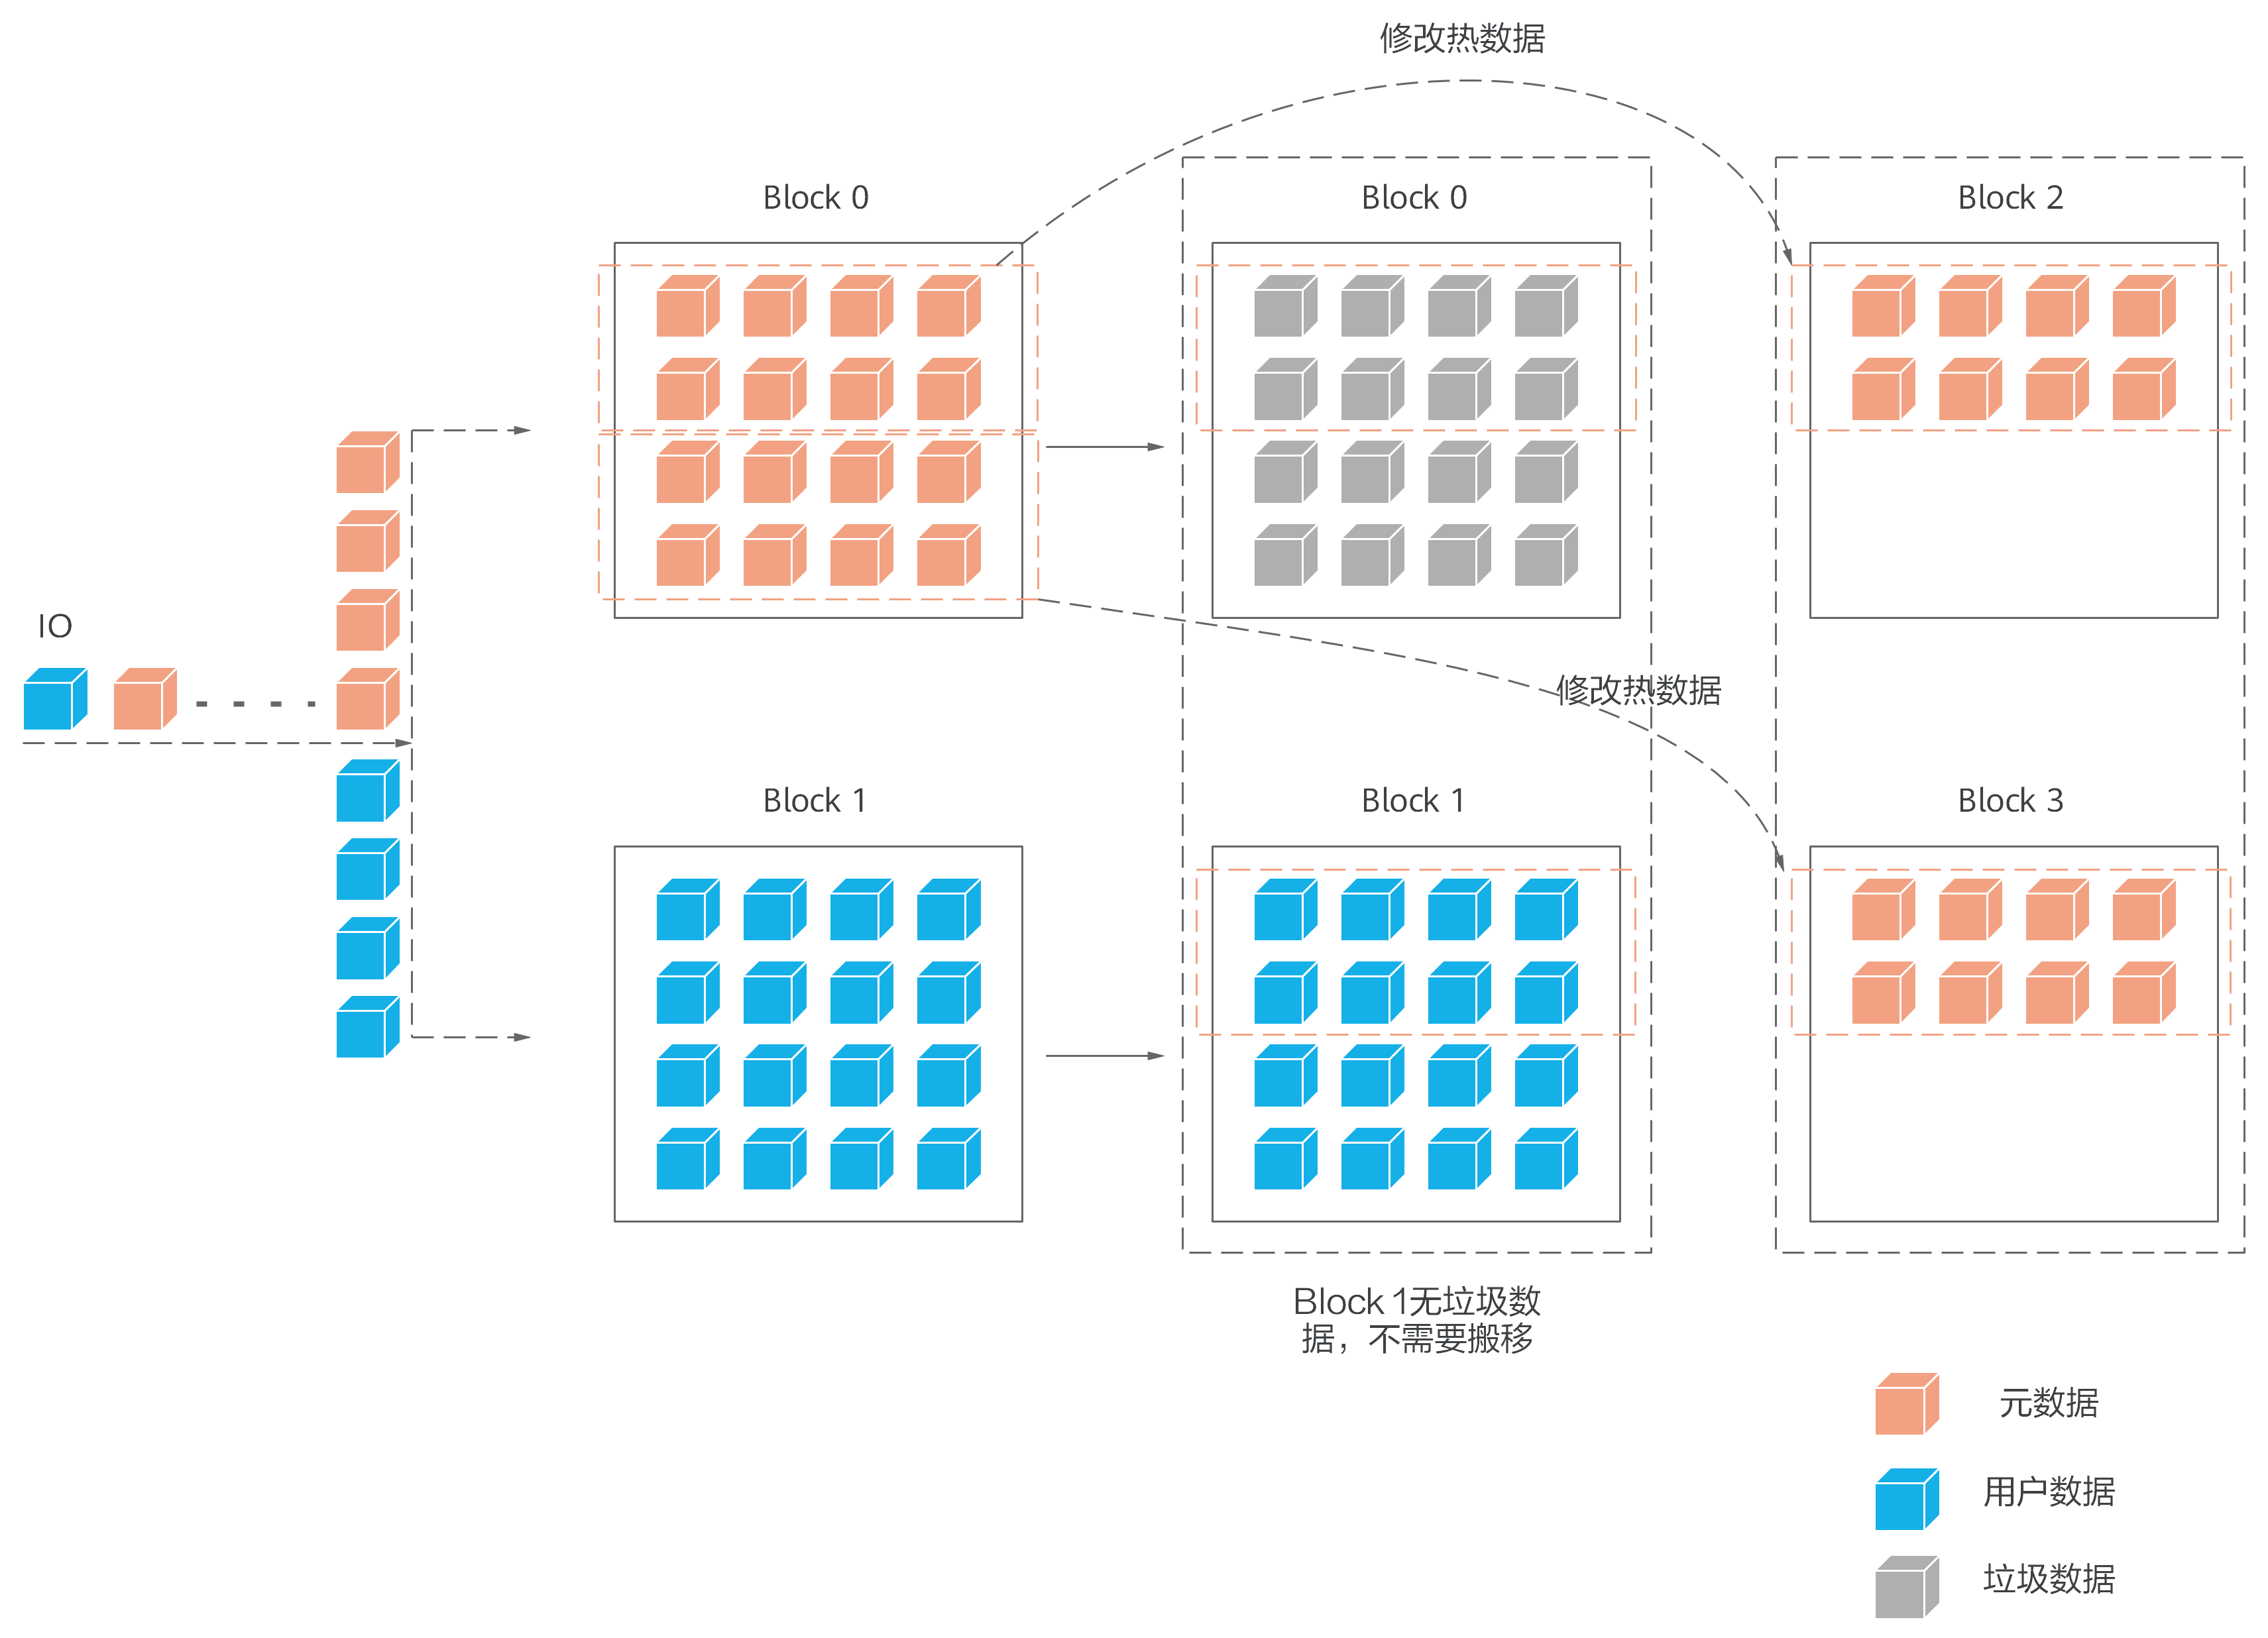 修改热数据
Block 0
Block 0
Block 2
IO
修改热数据
Block 1
Block 1
Block 3
Block 1无垃圾数
据，不需要搬移
元数据
用户数据
垃圾数据